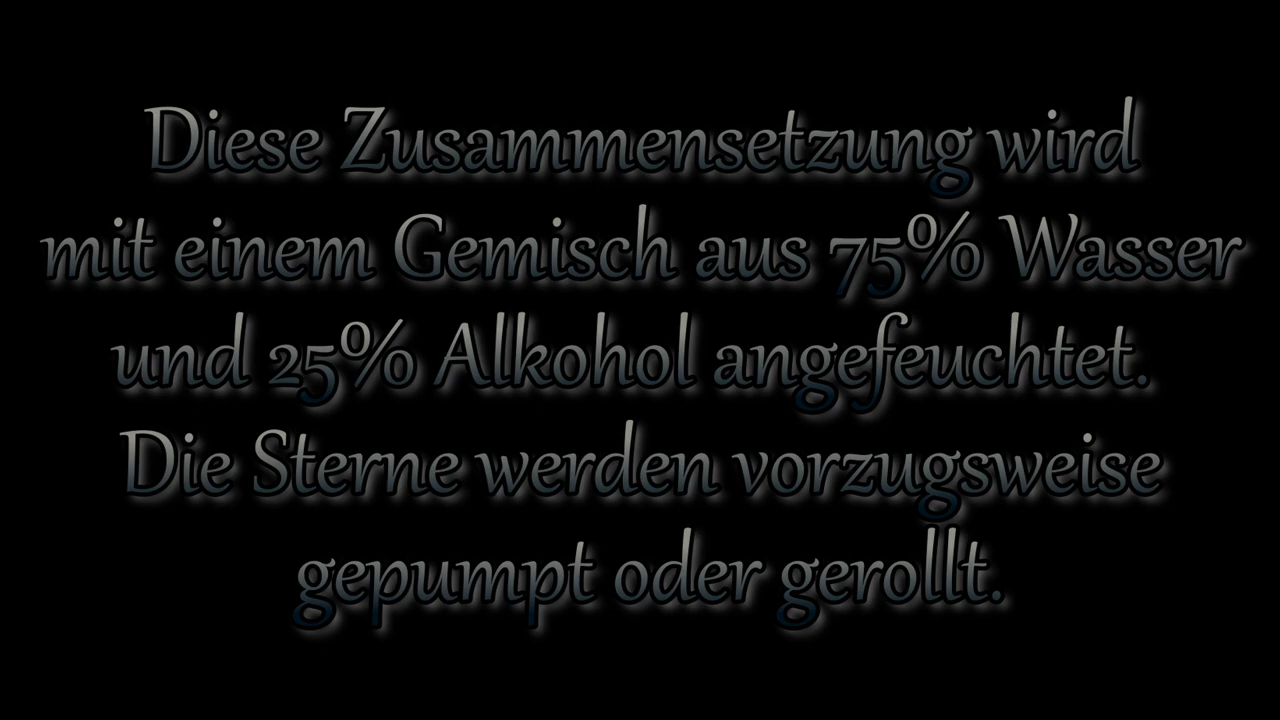 Diese Zusammensetzung wird
mit einem Gemisch aus 75% Wasser
und 25% Alkohol angefeuchtet.
Die Sterne werden vorzugsweise
gepumpt oder gerollt.